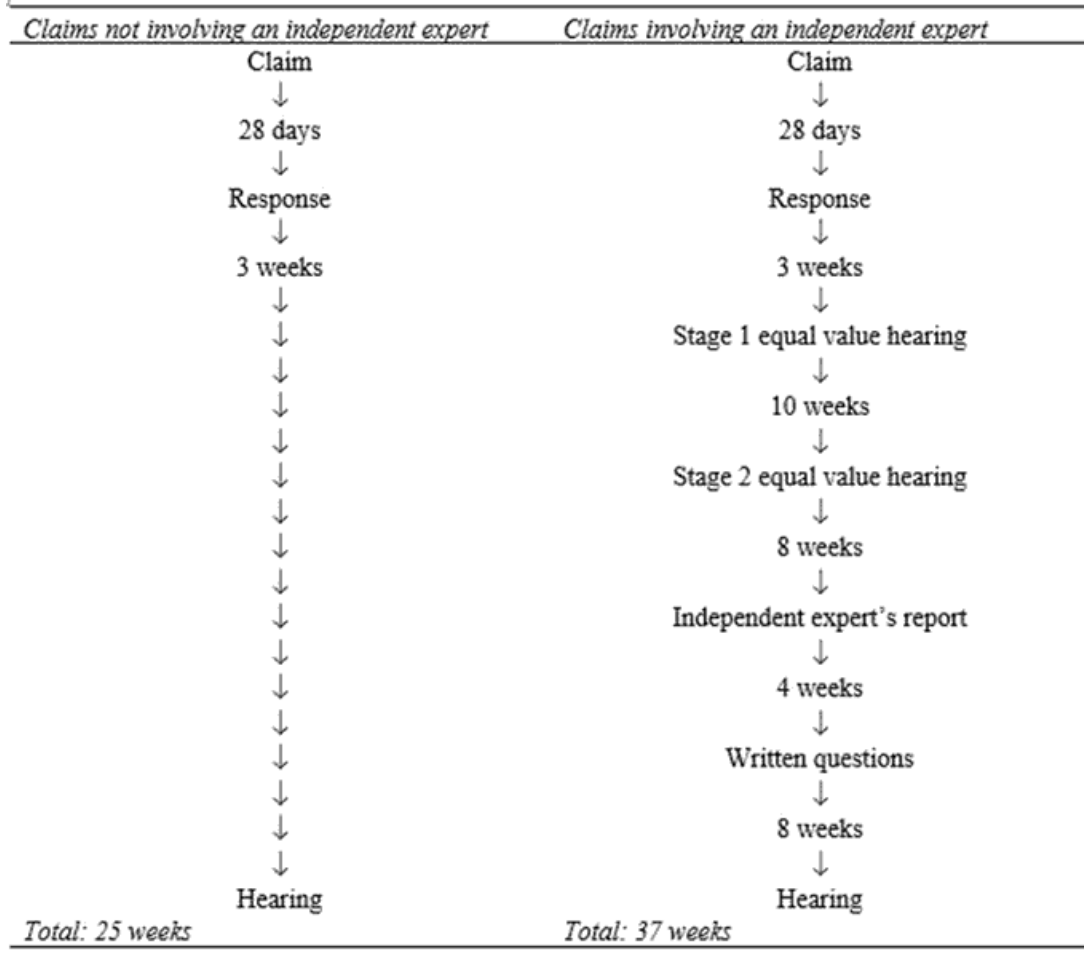 Claims not involving an independent expert Claims involving an independent expert
Claim Claim
↓ ↓
28 days 28 days
↓ ↓
Response Response
↓ ↓
3 weeks 3 weeks
↓ ↓
↓ Stage 1 equal value hearing
↓ ↓
↓ 10 weeks
↓ ↓
↓ Stage 2 equal value hearing
↓ ↓
↓ 8 weeks
↓ ↓
↓ Independent expert’s report
↓ ↓
↓ 4 weeks
↓ ↓
↓ Written questions
↓ ↓
↓ 8 weeks
↓ ↓
Hearing Hearing
Total: 25 weeks Total: 37 weeks